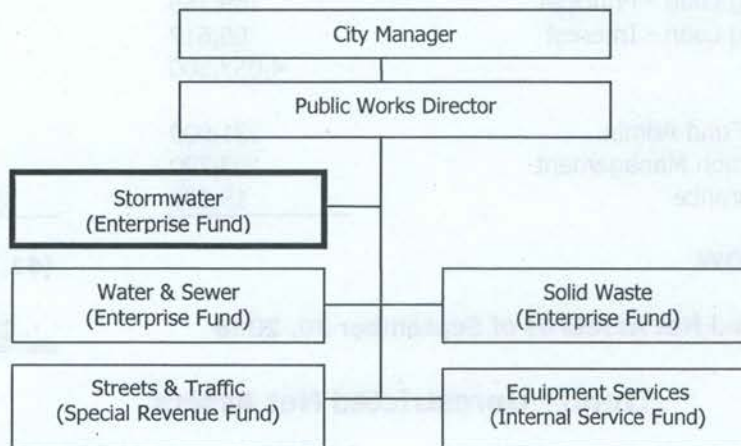 City Manager
Public Works Director
Stormwater
(Enterprise Fund)
Water & Sewer
(Enterprise Fund)
Solid Waste
(Enterprise Fund)
Streets & Traffic
(Special Revenue Fund)
Equipment Services
(Internal Service Fund)